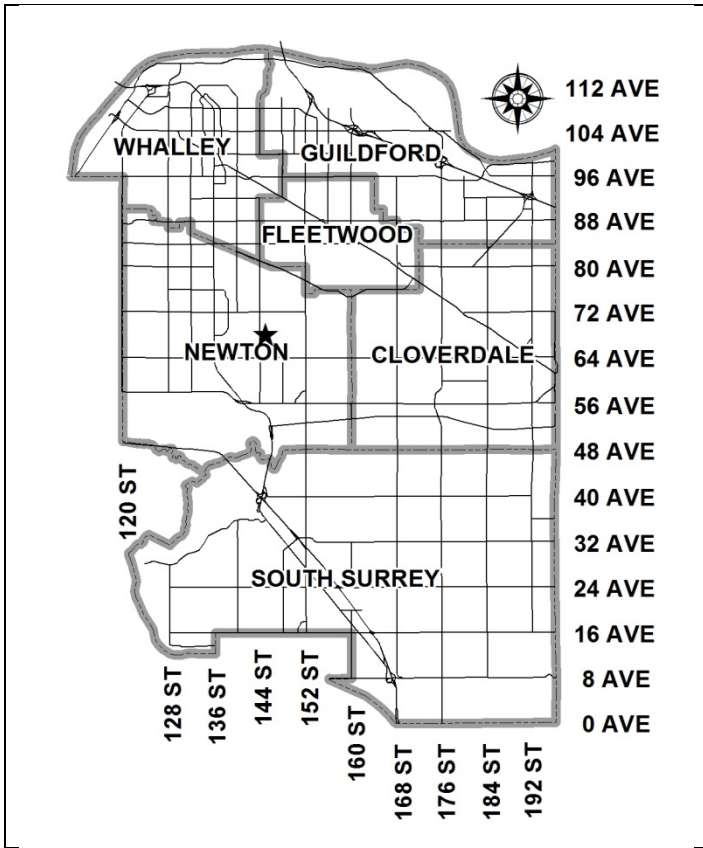 112 AVE
104 AVE
WHALLEY
GUILDFORD
96 AVE
88 AVE
FLEETWOOD
80 AVE
72 AVE
NEWTON
CLOVERDALE
64 AVE
56 AVE
48 AVE
120 ST
40 AVE
32 AVE
SOUTH SURREY
24 AVE
16 AVE
8 AVE
0 AVE
128 ST
136 ST
144 ST
152 ST
160 ST
168 ST
176 ST
184 ST
192 ST